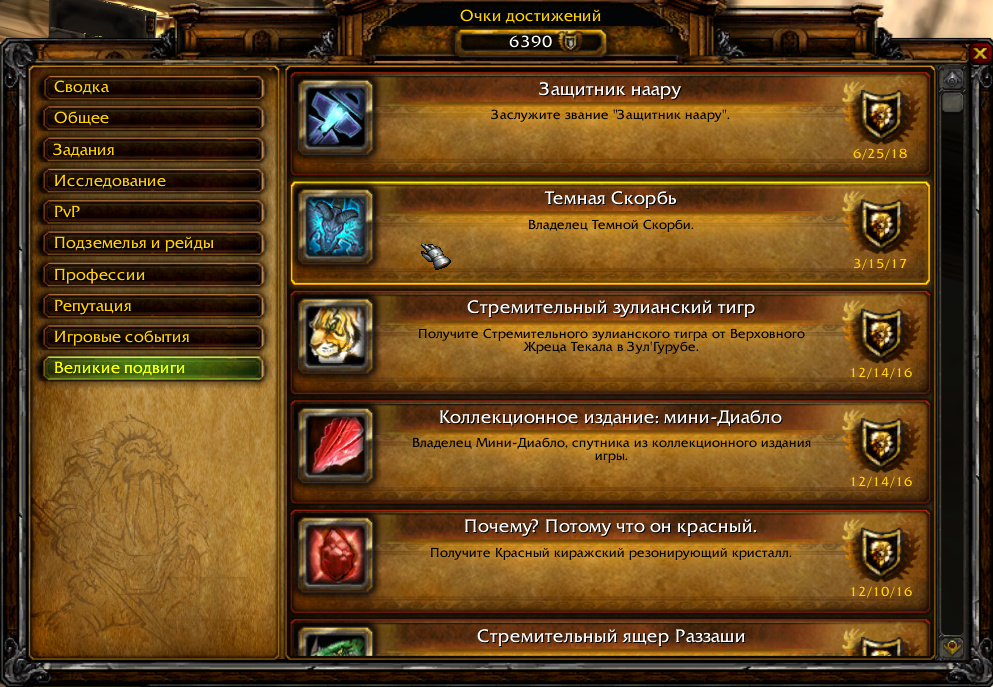 Очки достижений
6390
Сводка
Общее
Задания
Исследование
PvP
Подземелья и рейды
Профессии
Репутация
Игровые события
Великие подвиги
Защитник наару
Заслужите звание "Защитник наару".
6/25/18
Темная Скорбь
Владелец Темной Скорби.
3/15/17
Стремительный зулианский тигр
Получите Стремительного зулианского тигра от Верховного
Жреца Текала в Зул'Гурубе.
12/14/16
Коллекционное издание: мини-Диабло
Владелец Мини-Диабло, спутника из коллекционного издания
игры.
12/14/16
Почему? Потому что он красный.
Получите Красный киражский резонирующий кристалл.
12/10/16
Стремительный ящер Раззаши